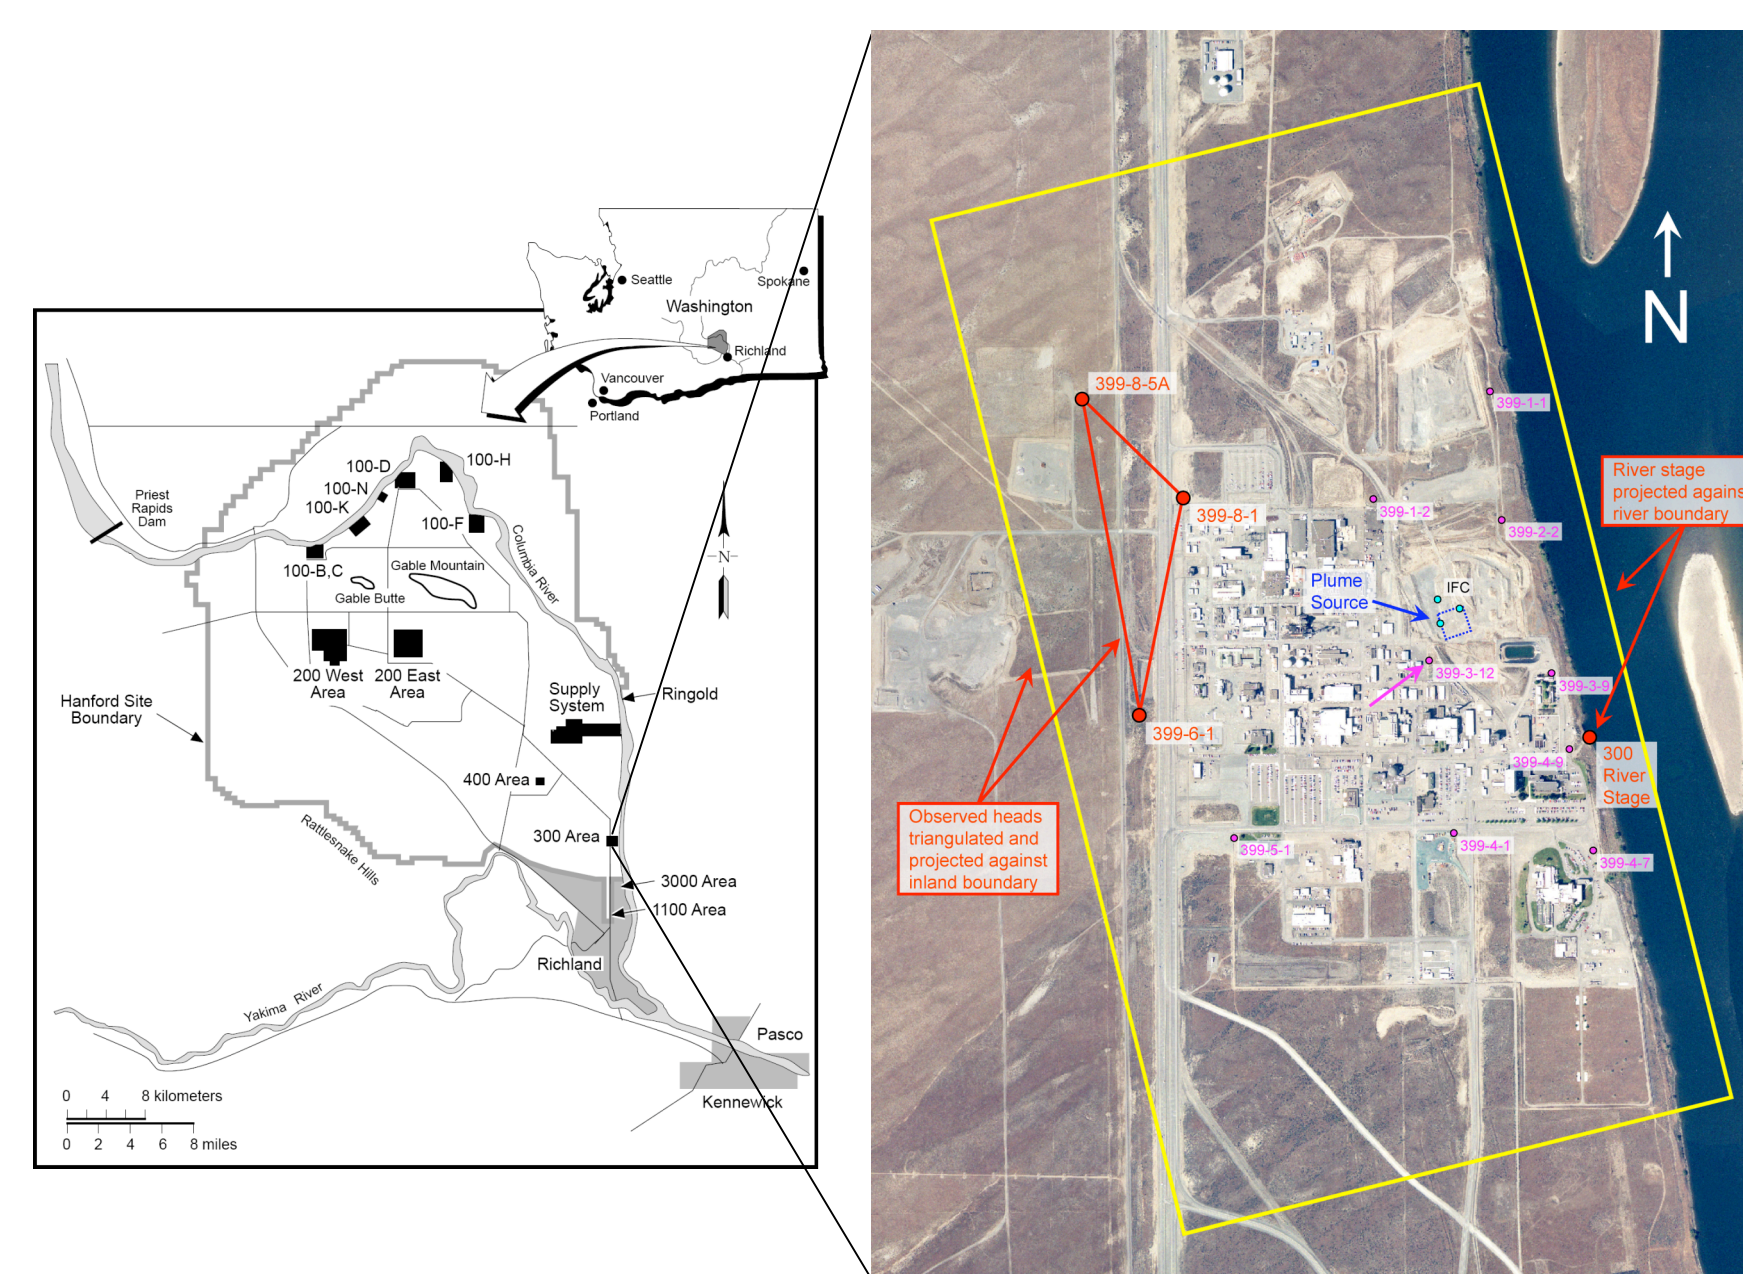 Seattle
Spokane
Washington
Richland
Vancouver
Portland
Priest
Rapids
Dam
100-D
100-H
100-N
100-K
100-F
100-B,C
Gable Mountain
Gable Butte
Columbia River
N
200 West
Area
200 East
Area
Supply
System
Ringold
Hanford Site
Boundary
400 Area
300 Area
Rattlesnake Hills
3000 Area
1100 Area
Richland
Yakima River
Pasco
Kennewick
0 4 8 kilometers
0 2 4 6 8 miles
N
399-8-5A
399-1-1
River stage
projected agains
river boundary
399-8-1
399-1-2
399-2-2
Plume
Source
IFC
399-3-12
399-3-9
399-6-1
399-4-9
300
River
Stage
Observed heads
triangulated and
projected against
inland boundary
399-5-1
399-4-1
399-4-7